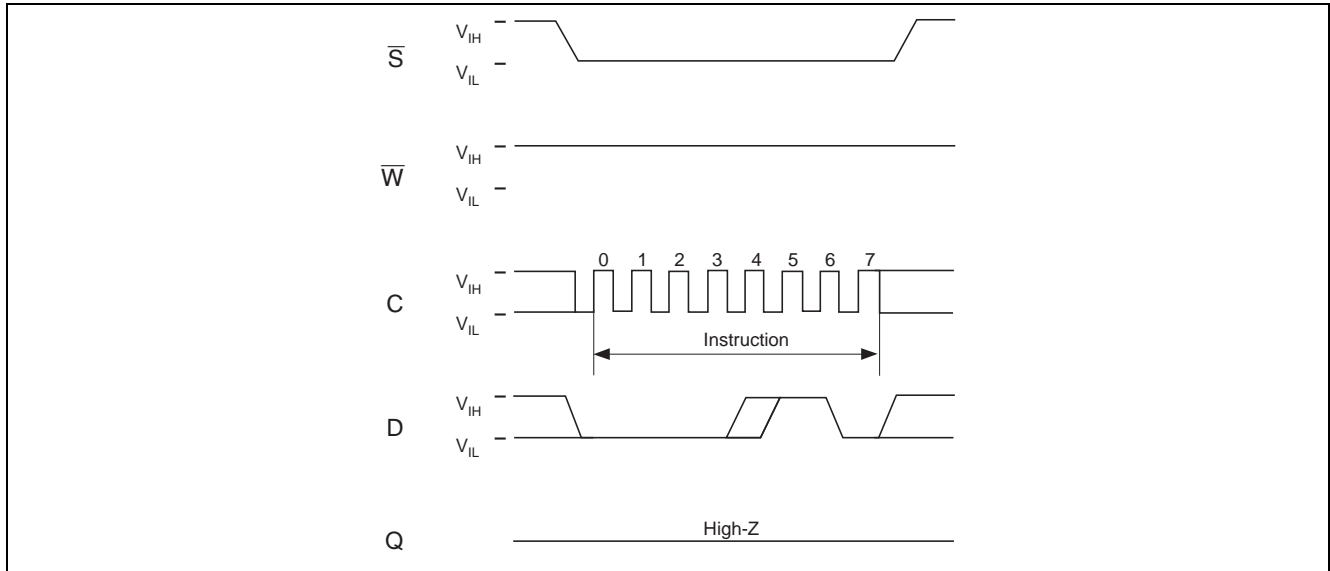 S̅
V_IH
V_IL
W̅
V_IH
V_IL
C
V_IH
V_IL
0 1 2 3 4 5 6 7
Instruction
D
V_IH
V_IL
Q
High-Z